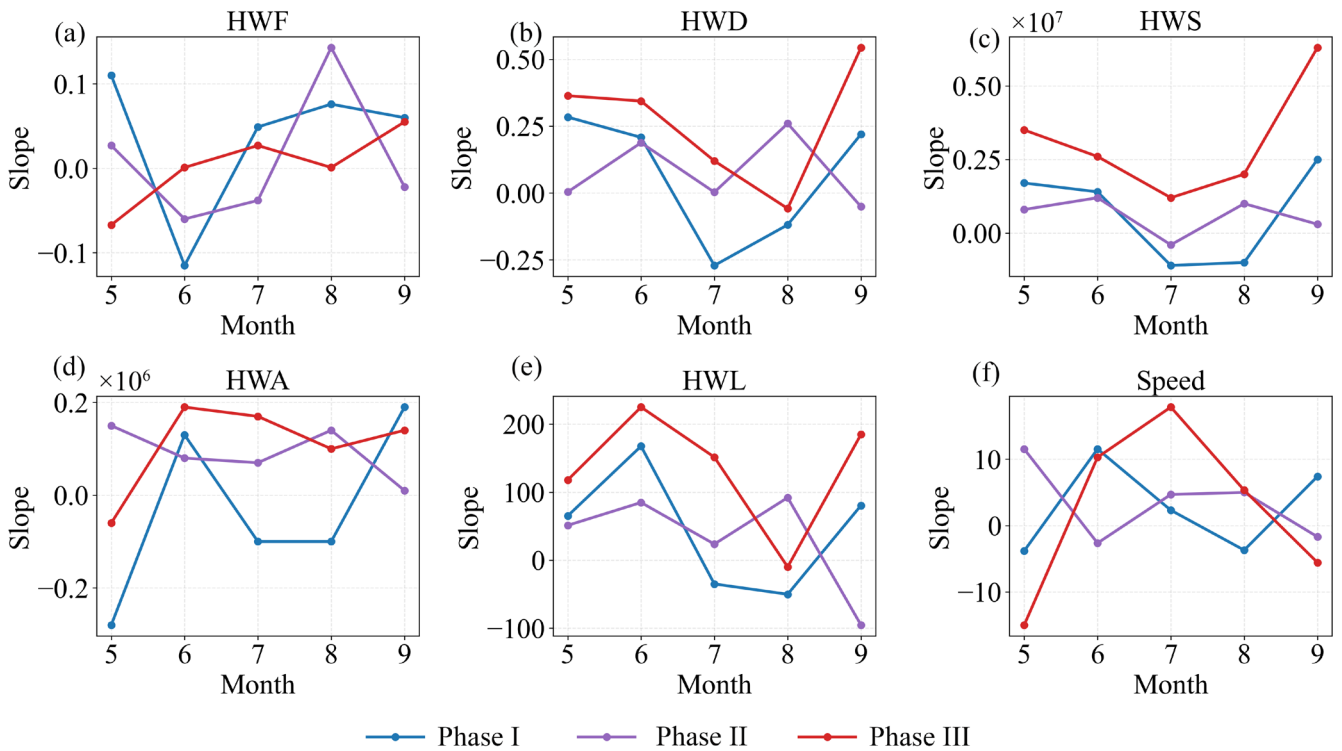 (a) HWF
0.1
0.0
−0.1
Slope
5 6 7 8 9
Month
(b) HWD
0.50
0.25
0.00
−0.25
Slope
5 6 7 8 9
Month
(c) ×10⁷ HWS
0.50
0.25
0.00
Slope
5 6 7 8 9
Month
(d) ×10⁶ HWA
0.2
0.0
−0.2
Slope
5 6 7 8 9
Month
(e) HWL
200
100
0
−100
Slope
5 6 7 8 9
Month
(f) Speed
10
0
−10
Slope
5 6 7 8 9
Month
Phase I Phase II Phase III